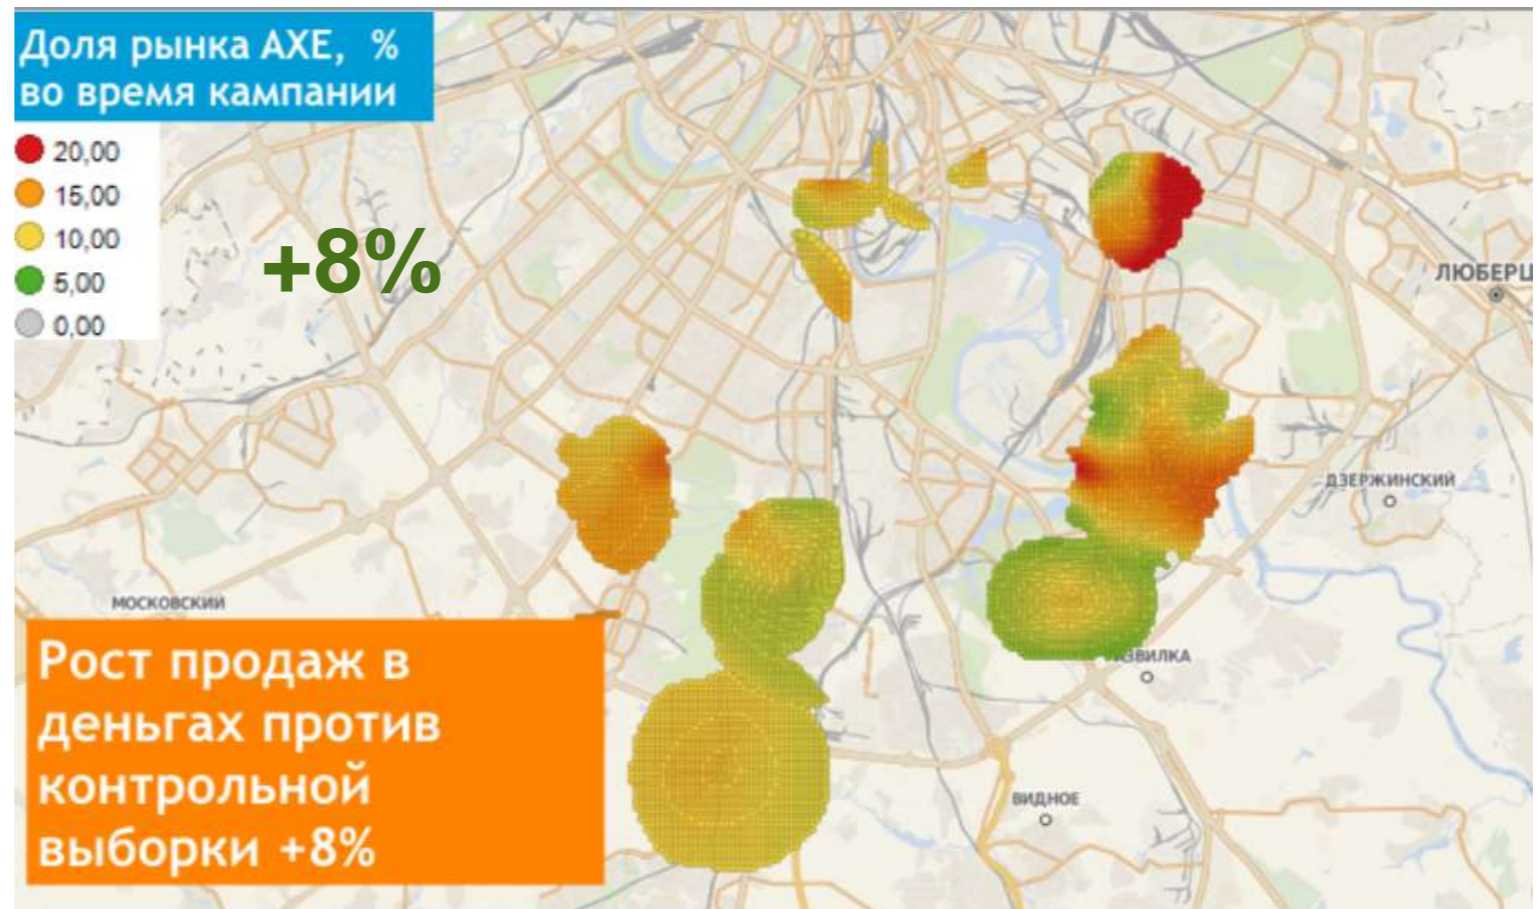 Доля рынка AXE, %
во время кампании
20,00
15,00
10,00
5,00
0,00
+8%
ЛЮБЕРЦ
ДЗЕРЖИНСКИЙ
МОСКОВСКИЙ
Рост продаж в
деньгах против
контрольной
выборки +8%
ЗВИЛКА
ВИДНОЕ